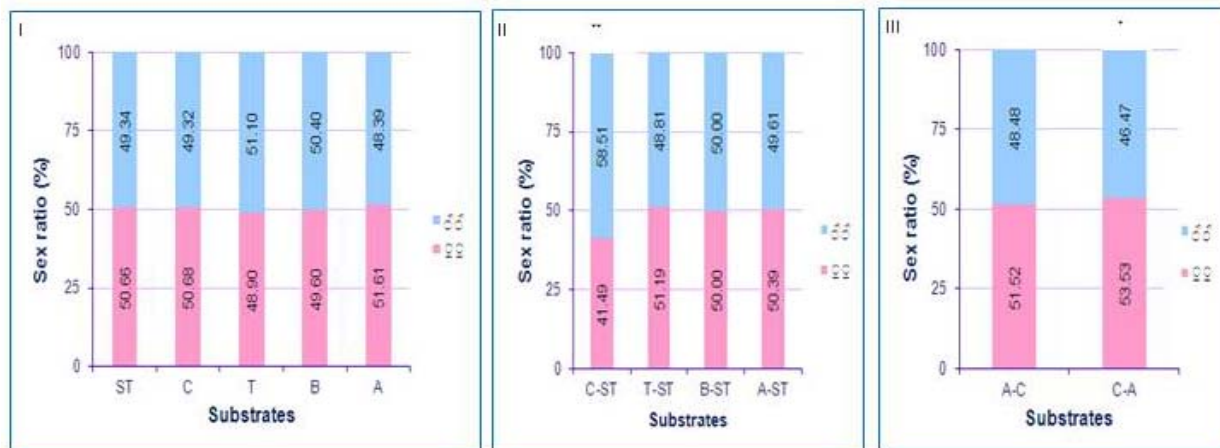 I
100
75
50
25
0
Sex ratio (%)
49.34
49.32
51.10
50.40
48.39
50.66
50.68
48.90
49.60
51.61
♂♂
♀♀
ST
C
T
B
A
Substrates
II
**
100
75
50
25
0
Sex ratio (%)
58.51
48.81
50.00
49.61
41.49
51.19
50.00
50.39
♂♂
♀♀
C-ST
T-ST
B-ST
A-ST
Substrates
III
*
100
75
50
25
0
Sex ratio (%)
48.48
46.47
51.52
53.53
♂♂
♀♀
A-C
C-A
Substrates